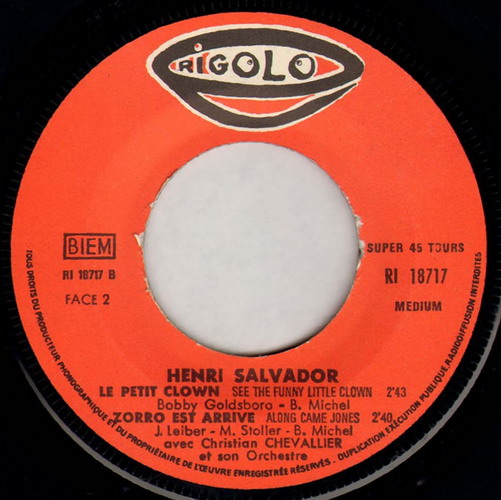 RIGOLO
BIEM
RI 18717 B
FACE 2
SUPER 45 TOURS
RI 18717
MEDIUM
HENRI SALVADOR
LE PETIT CLOWN SEE THE FUNNY LITTLE CLOWN 2'43
Bobby Goldsboro - B. Michel
ZORRO EST ARRIVE ALONG CAME JONES 2'40
J. Leiber - M. Stoller - B. Michel
avec Christian CHEVALLIER
et son Orchestre
TOUS DROITS DU PRODUCTEUR PHONOGRAPHIQUE ET DU PROPRIÉTAIRE DE L'ŒUVRE ENREGISTRÉE RÉSERVÉS - DUPLICATION EXÉCUTION PUBLIQUE, RADIODIFFUSION INTERDITES